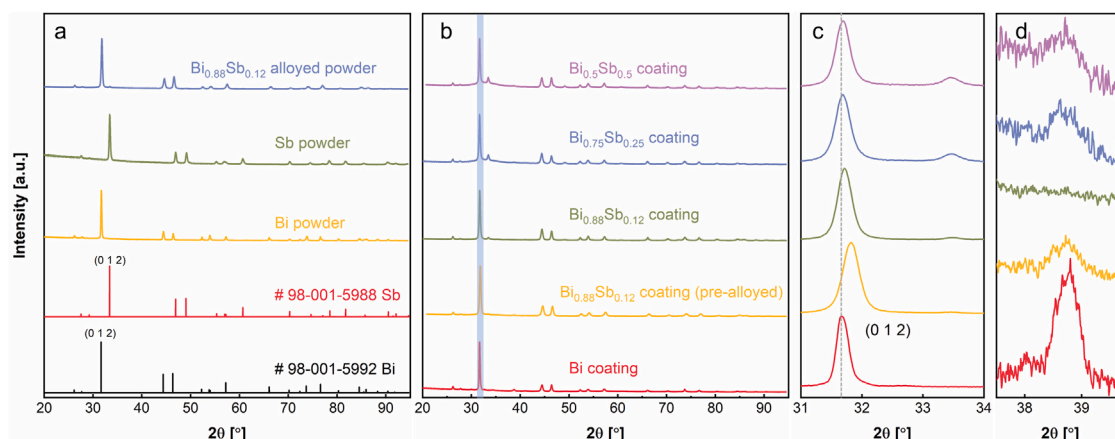 a
Bi0.88Sb0.12 alloyed powder
Sb powder
Bi powder
(0 1 2)
# 98-001-5988 Sb
(0 1 2)
# 98-001-5992 Bi
Intensity [a.u.]
20 30 40 50 60 70 80 90
2θ [°]
b
Bi0.5Sb0.5 coating
Bi0.75Sb0.25 coating
Bi0.88Sb0.12 coating
Bi0.88Sb0.12 coating (pre-alloyed)
Bi coating
20 30 40 50 60 70 80 90
2θ [°]
c
(0 1 2)
31 32 33 34
2θ [°]
d
38 39
2θ [°]